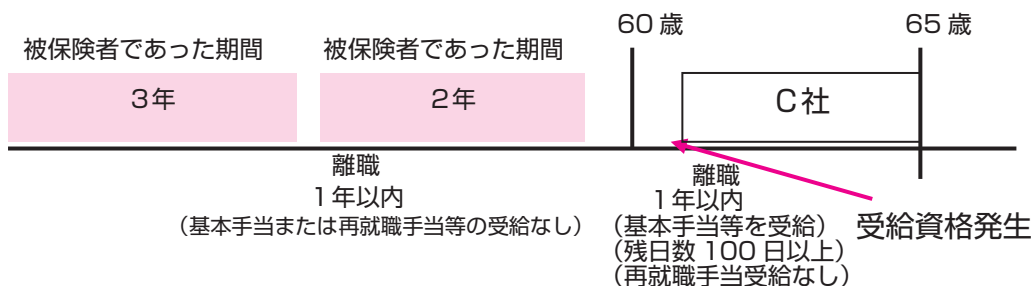 60 歳
65 歳
被保険者であった期間
被保険者であった期間
3年
2年
C社
離職
1年以内
(基本手当または再就職手当等の受給なし)
離職
1年以内
(基本手当等を受給)
(残日数 100 日以上)
(再就職手当受給なし)
受給資格発生